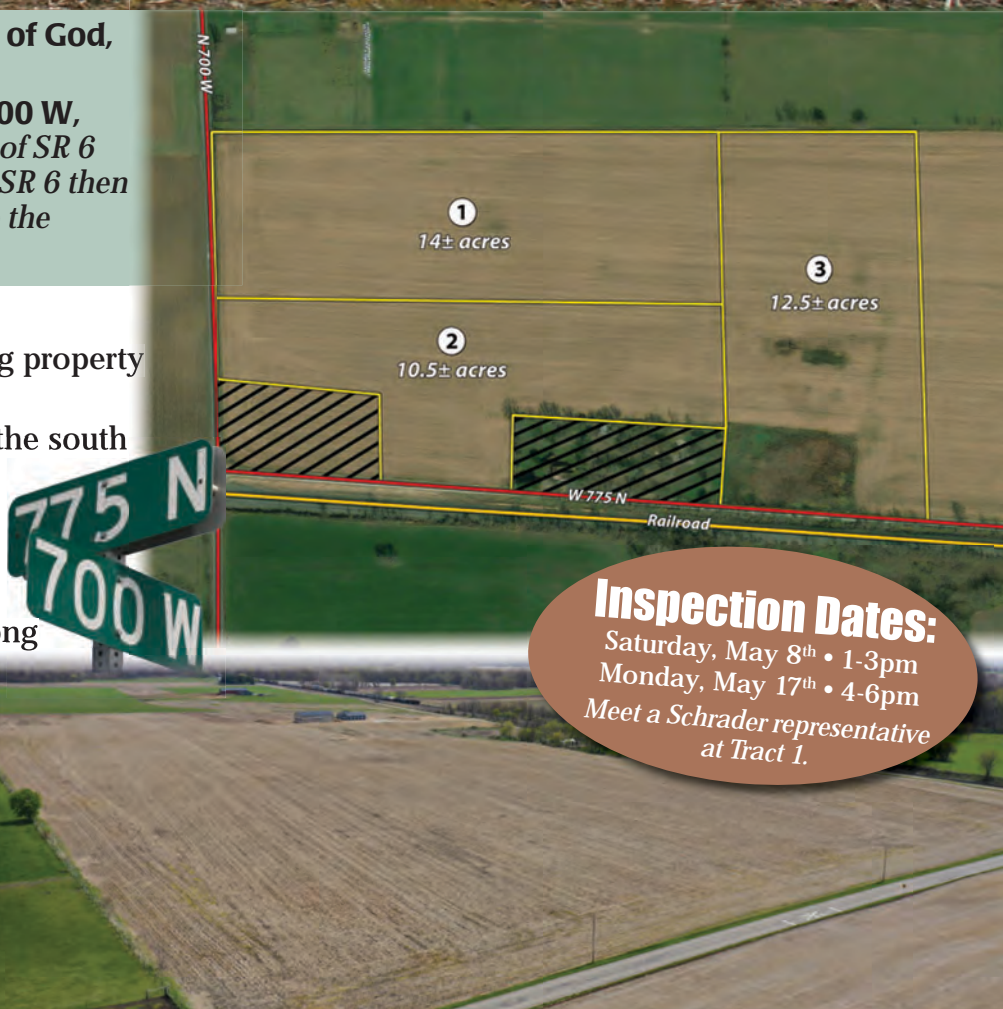 of God,
00 W,
of SR 6
SR 6 then
the
g property
the south
ong
N 700 W
1
14± acres
3
12.5± acres
2
10.5± acres
W 775 N
Railroad
775 N
700 W
Inspection Dates:
Saturday, May 8th • 1-3pm
Monday, May 17th • 4-6pm
Meet a Schrader representative
at Tract 1.